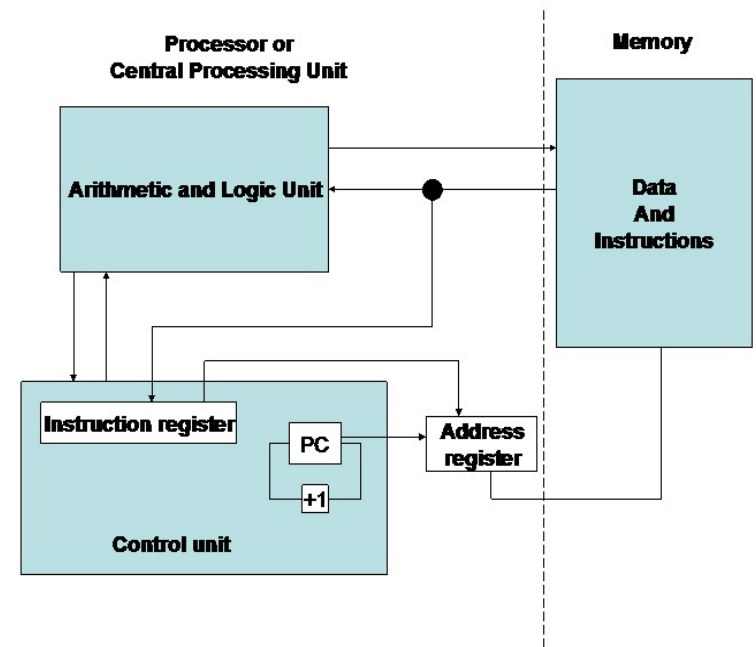 Processor or
Central Processing Unit
Memory
Arithmetic and Logic Unit
Data
And
Instructions
Instruction register
PC
+1
Address
register
Control unit